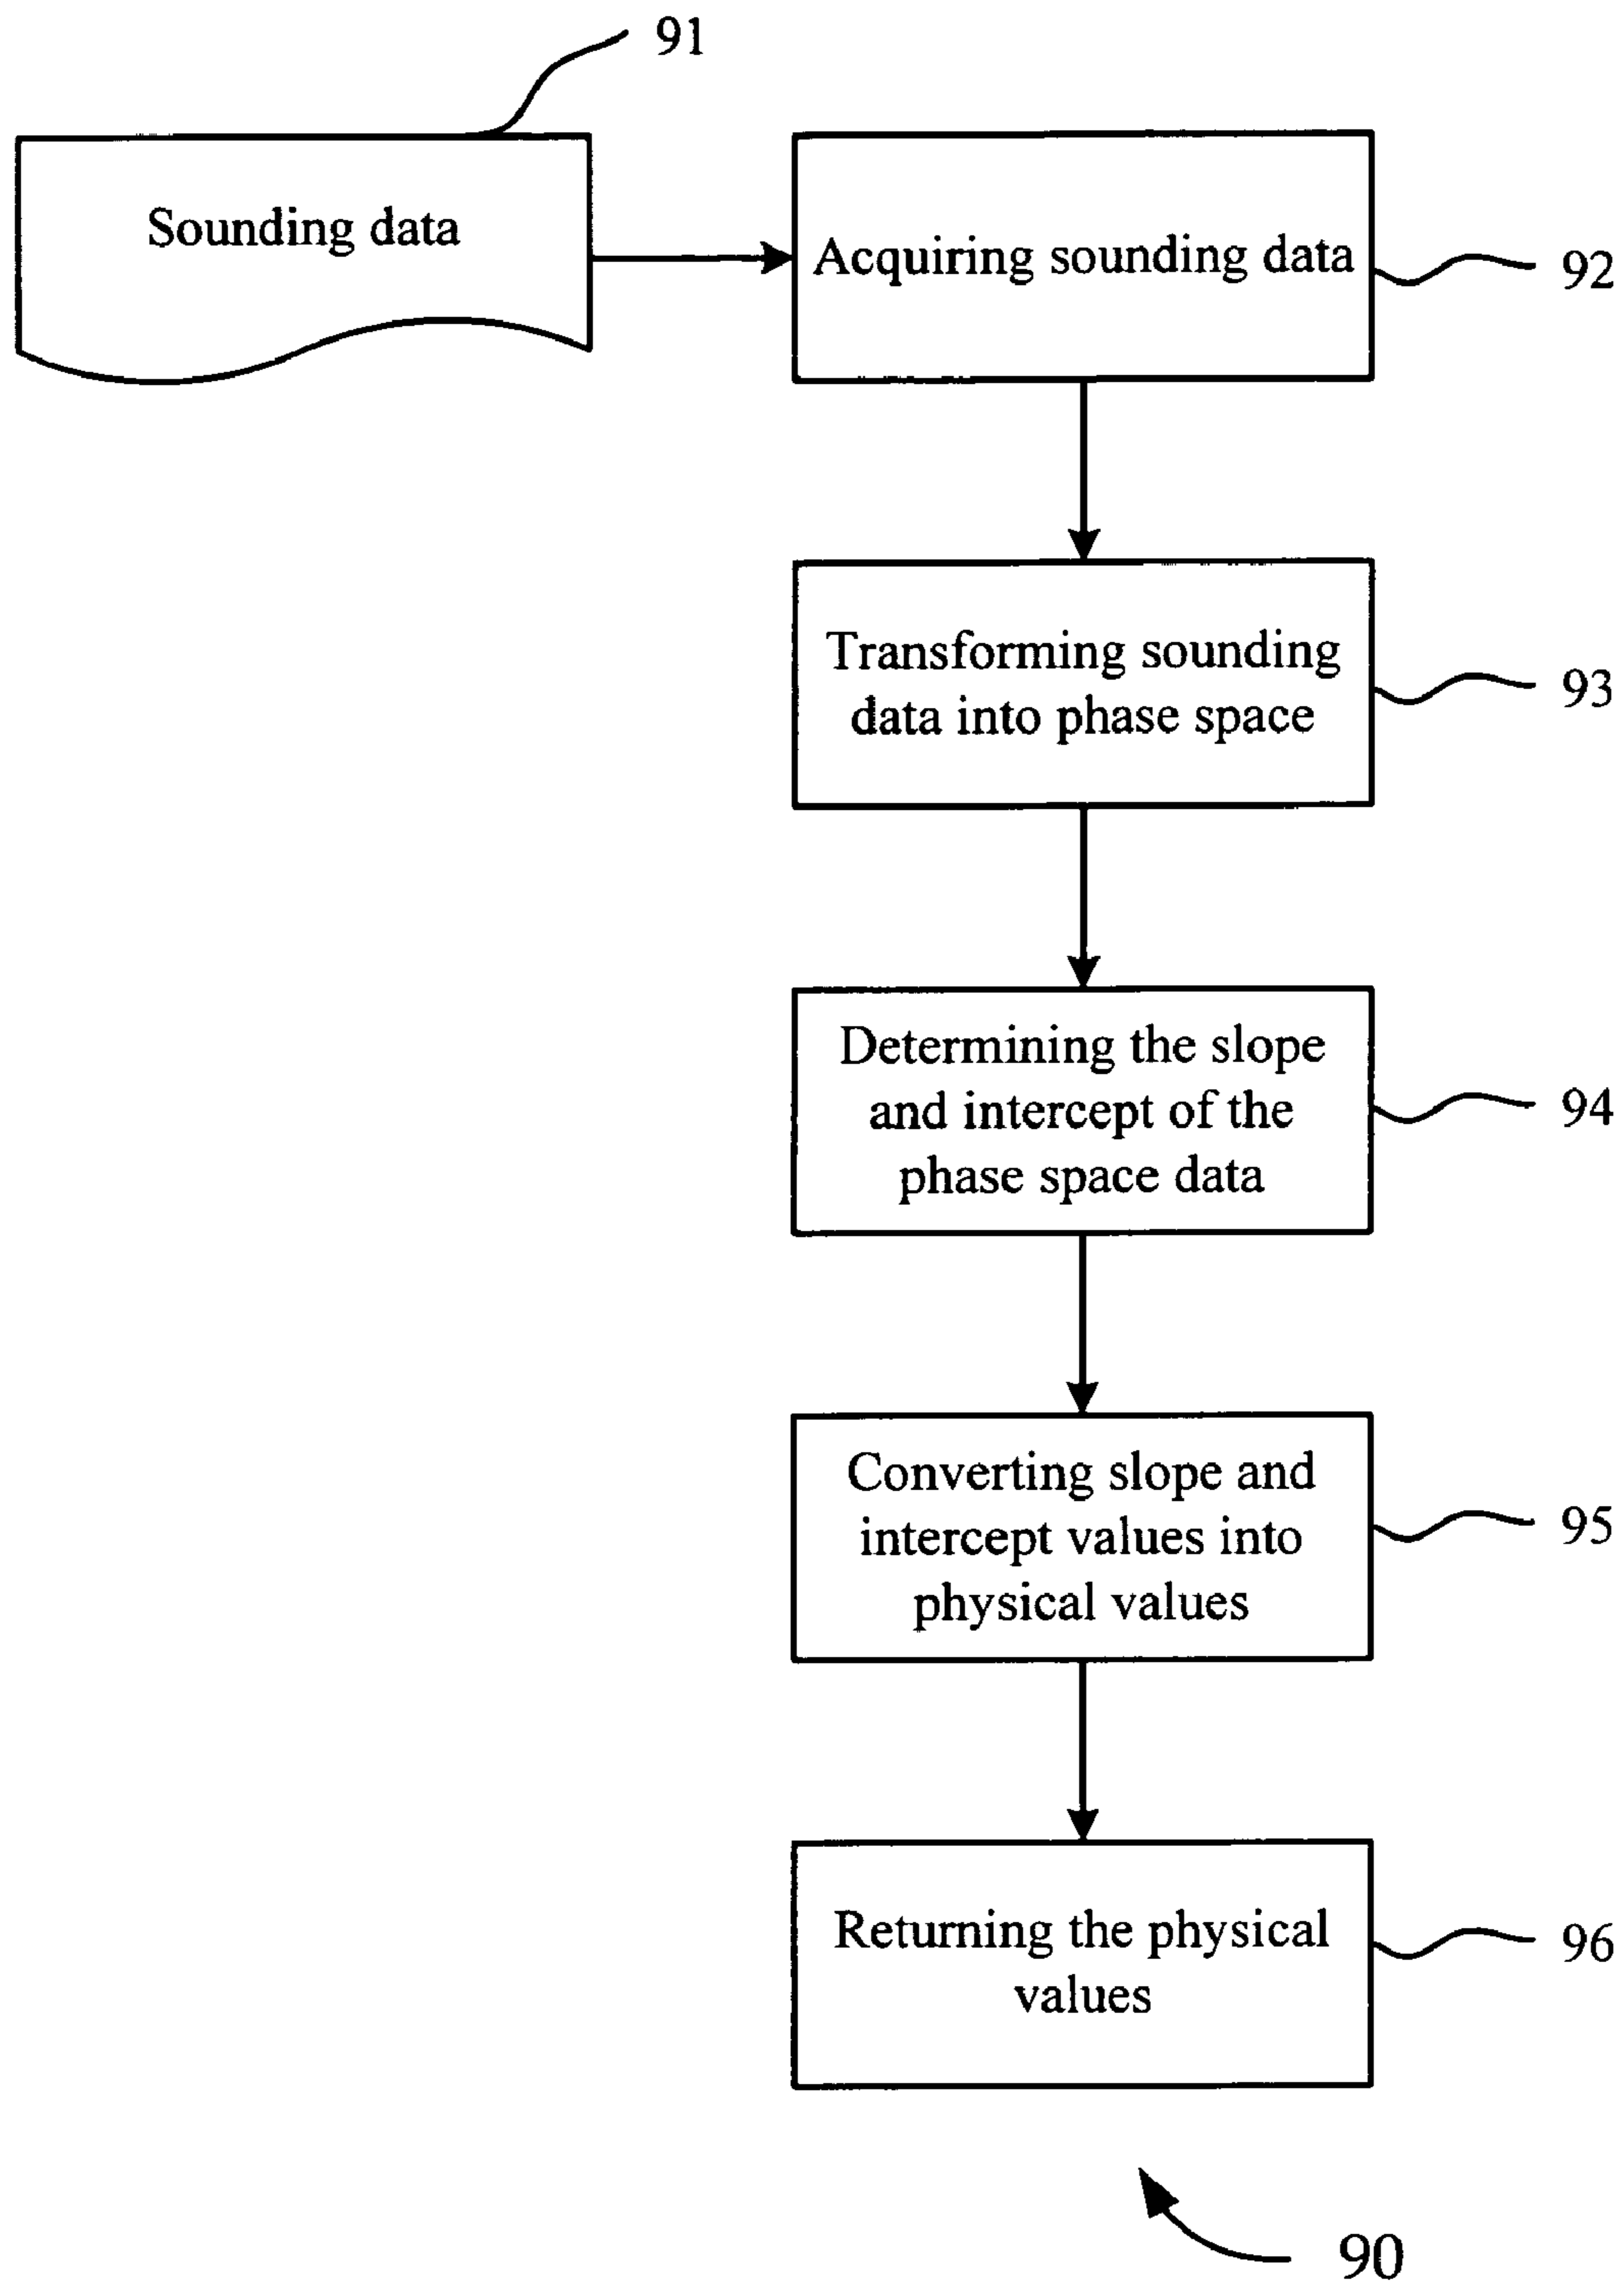 91
Sounding data
Acquiring sounding data
92
Transforming sounding
data into phase space
93
Determining the slope
and intercept of the
phase space data
94
Converting slope and
intercept values into
physical values
95
Returning the physical
values
96
90